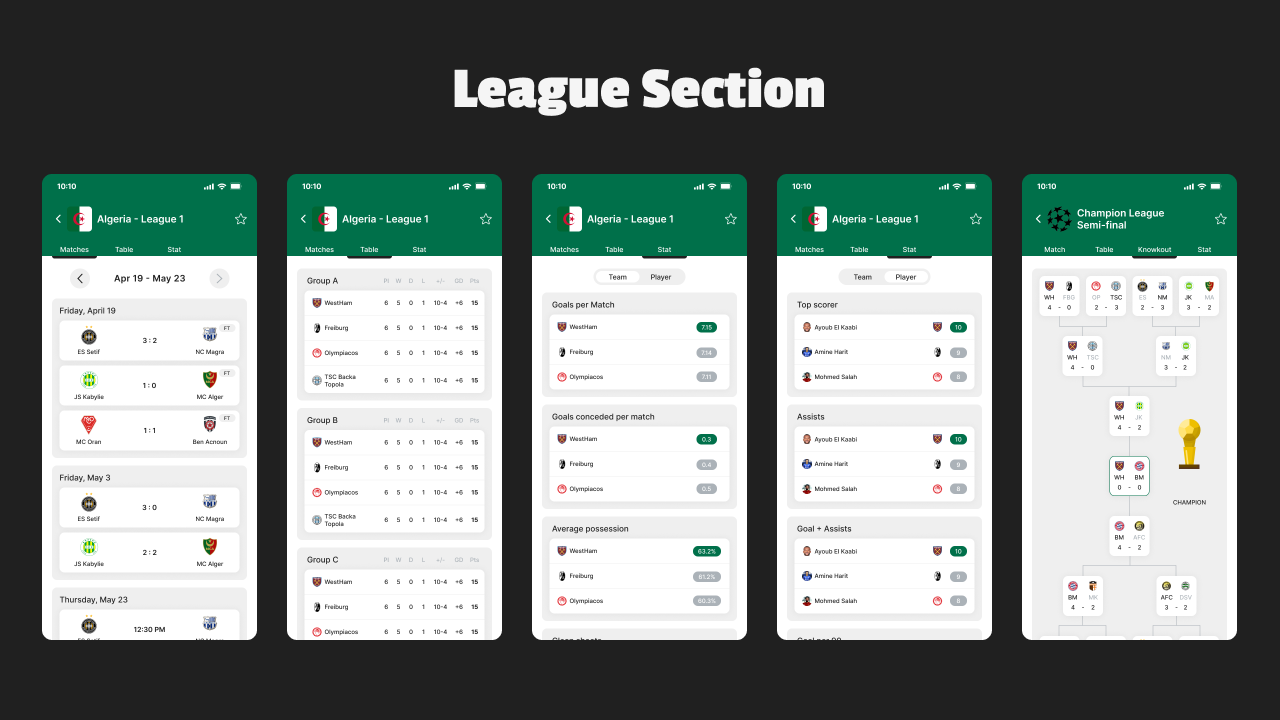 League Section
10:10
Algeria - League 1
Matches Table Stat
Apr 19 - May 23
Friday, April 19
FT
3 : 2
ES Setif NC Magra
FT
1 : 0
JS Kabylie MC Alger
FT
1 : 1
MC Oran Ben Acnoun
Friday, May 3
3 : 0
ES Setif NC Magra
2 : 2
JS Kabylie MC Alger
Thursday, May 23
12:30 PM
10:10
Algeria - League 1
Matches Table Stat
Group A Pl W D L +/- GD Pts
WestHam 6 5 0 1 10-4 +6 15
Freiburg 6 5 0 1 10-4 +6 15
Olympiacos 6 5 0 1 10-4 +6 15
TSC Backa
Topola 6 5 0 1 10-4 +6 15
Group B Pl W D L +/- GD Pts
WestHam 6 5 0 1 10-4 +6 15
Freiburg 6 5 0 1 10-4 +6 15
Olympiacos 6 5 0 1 10-4 +6 15
TSC Backa
Topola 6 5 0 1 10-4 +6 15
Group C Pl W D L +/- GD Pts
WestHam 6 5 0 1 10-4 +6 15
Freiburg 6 5 0 1 10-4 +6 15
Olympiacos 6 5 0 1 10-4 +6 15
10:10
Algeria - League 1
Matches Table Stat
Team Player
Goals per Match
WestHam 7.15
Freiburg 7.14
Olympiacos 7.11
Goals conceded per match
WestHam 0.3
Freiburg 0.4
Olympiacos 0.5
Average possession
WestHam 63.2%
Freiburg 61.2%
Olympiacos 60.3%
Clean sheets
10:10
Algeria - League 1
Matches Table Stat
Team Player
Top scorer
Ayoub El Kaabi 10
Amine Harit 9
Mohmed Salah 8
Assists
Ayoub El Kaabi 10
Amine Harit 9
Mohmed Salah 8
Goal + Assists
Ayoub El Kaabi 10
Amine Harit 9
Mohmed Salah 8
Goal per 90
10:10
Champion League
Semi-final
Match Table Knowkout Stat
WH FBG OP TSC ES NM JK MA
4 - 0 2 - 3 2 - 3 3 - 2
WH TSC NM JK
4 - 0 3 - 2
WH JK
4 - 2
WH BM
0 - 0
CHAMPION
BM AFC
4 - 2
BM MK AFC DSV
4 - 2 3 - 2